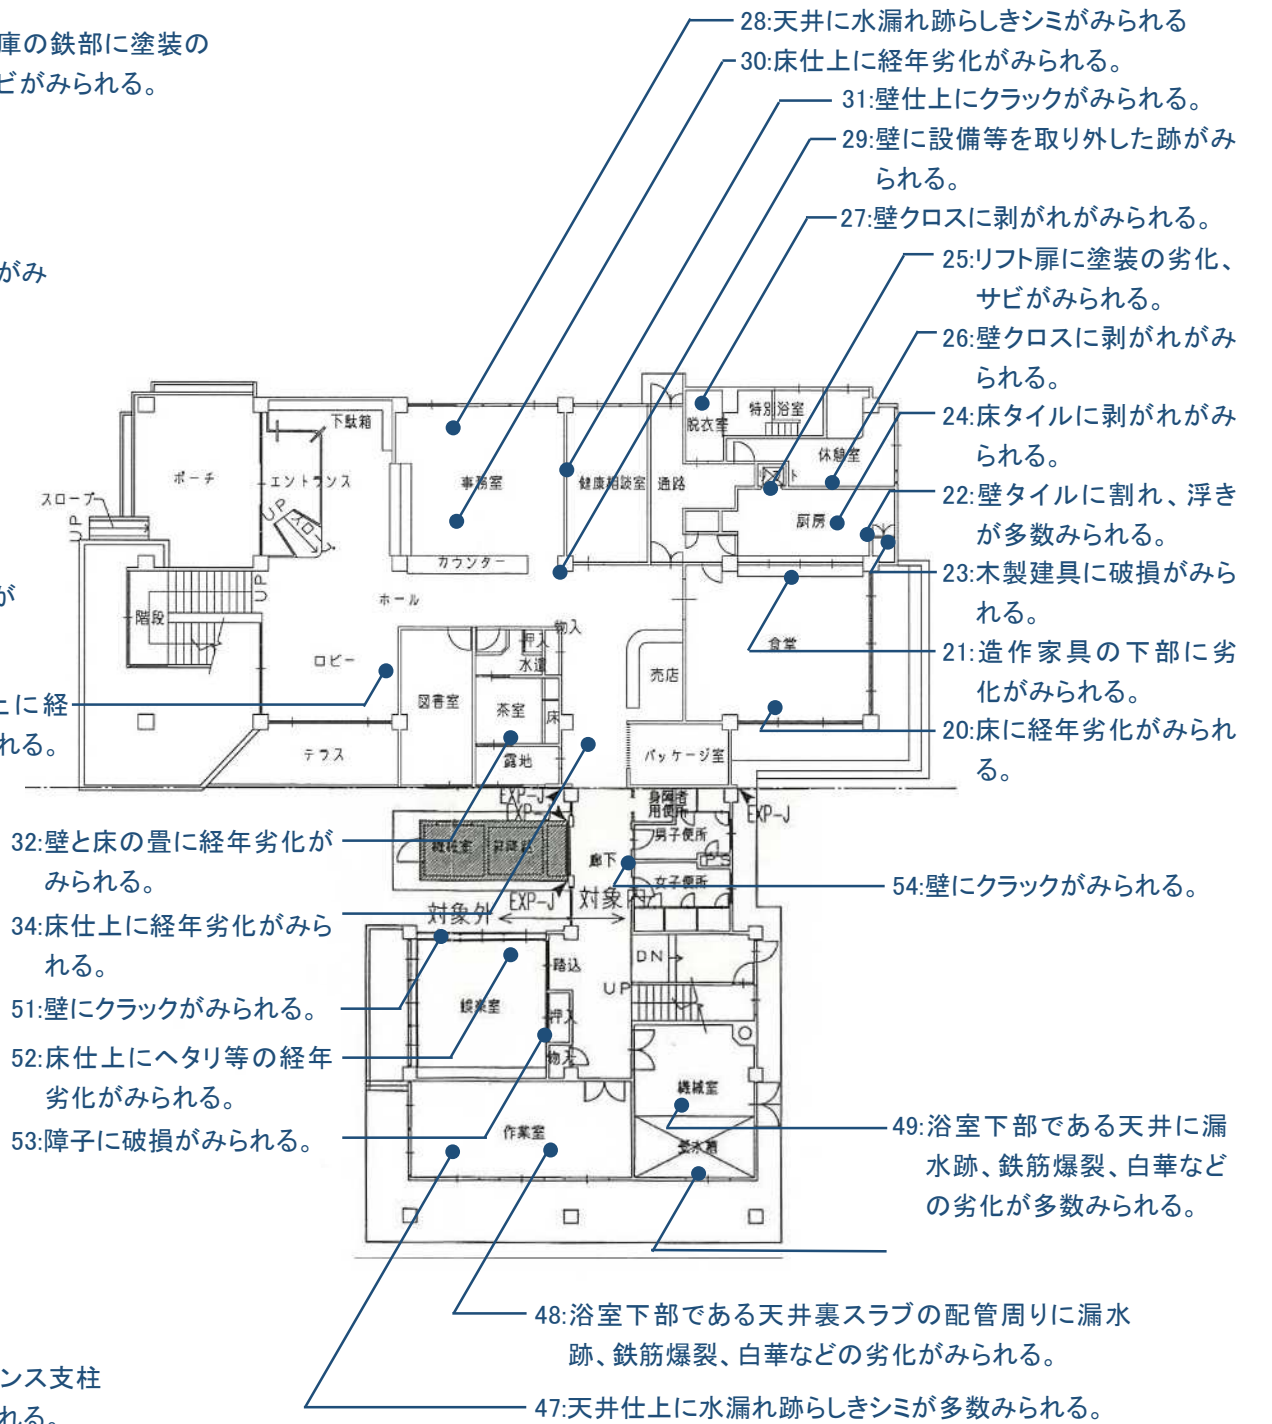 28:天井に水漏れ跡らしきシミがみられる
30:床仕上に経年劣化がみられる。
31:壁仕上にクラックがみられる。
29:壁に設備等を取り外した跡がみ
られる。
27:壁クロスに剥がれがみられる。
25:リフト扉に塗装の劣化、
サビがみられる。
26:壁クロスに剥がれがみ
られる。
24:床タイルに剥がれがみ
られる。
22:壁タイルに割れ、浮き
が多数みられる。
23:木製建具に破損がみら
れる。
21:造作家具の下部に劣
化がみられる。
20:床に経年劣化がみられ
る。
54:壁にクラックがみられる。
49:浴室下部である天井に漏
水跡、鉄筋爆裂、白華など
の劣化が多数みられる。
48:浴室下部である天井裏スラブの配管周りに漏水
跡、鉄筋爆裂、白華などの劣化がみられる。
47:天井仕上に水漏れ跡らしきシミが多数みられる。
庫の鉄部に塗装の
ビがみられる。
がみ
が
上に経
れる。
32:壁と床の畳に経年劣化が
みられる。
34:床仕上に経年劣化がみら
れる。
51:壁にクラックがみられる。
52:床仕上にヘタリ等の経年
劣化がみられる。
53:障子に破損がみられる。
ンス支柱
れる。
下駄箱
ポーチ
エントランス
スロープ
UP
UP
スロープ
事務室
健康相談室
通路
脱衣室
特別浴室
休憩室
厨房
カウンター
ホール
階段
UP
ロビー
物入
押入
水道
図書室
茶室
床
売店
食堂
テラス
露地
パッケージ室
EXP-J
EXP-J
EXP-J
身障者
用便所
男子便所
PS
女子便所
廊下
機械室
昇降路
EXP-J
対象外
対象内
踏込
DN
UP
娯楽室
押入
物入
機械室
作業室
受水槽